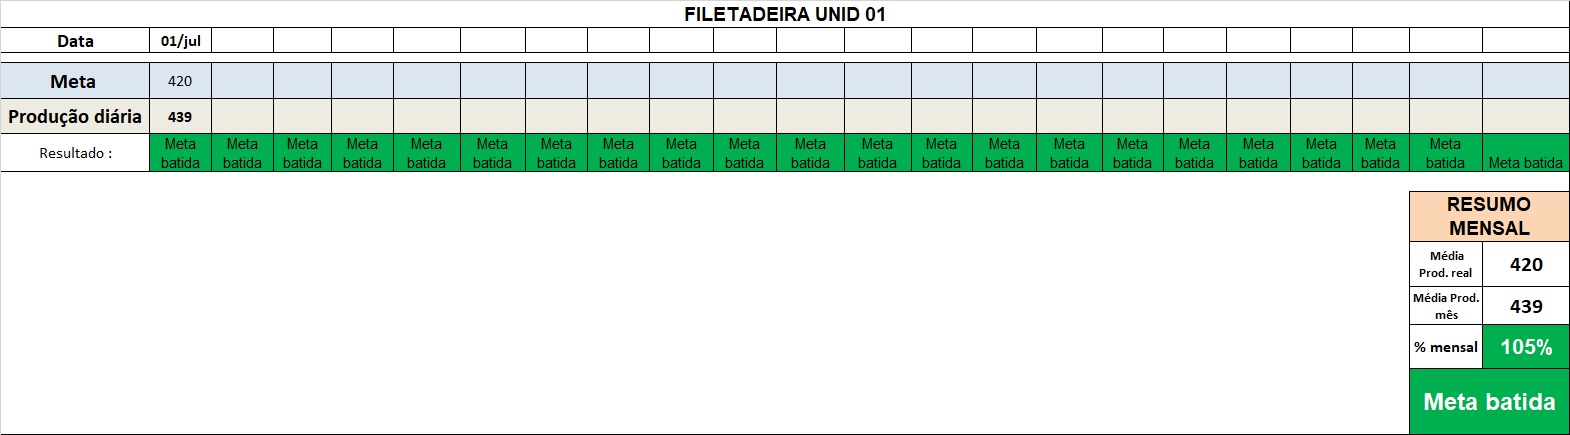 FILETADEIRA UNID 01
Data 01/jul
Meta 420
Produção diária 439
Resultado : Meta batida Meta batida Meta batida Meta batida Meta batida Meta batida Meta batida Meta batida Meta batida Meta batida Meta batida Meta batida Meta batida Meta batida Meta batida Meta batida Meta batida Meta batida Meta batida Meta batida Meta batida
RESUMO
MENSAL
Média
Prod. real 420
Média Prod.
mês 439
% mensal 105%
Meta batida